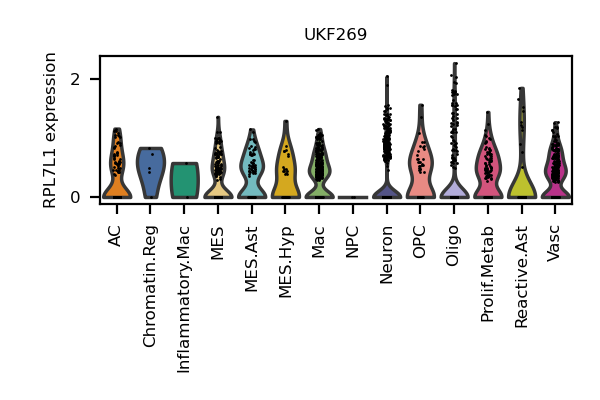 UKF269
RPL7L1 expression
2
0
AC
Chromatin.Reg
Inflammatory.Mac
MES
MES.Ast
MES.Hyp
Mac
NPC
Neuron
OPC
Oligo
Prolif.Metab
Reactive.Ast
Vasc